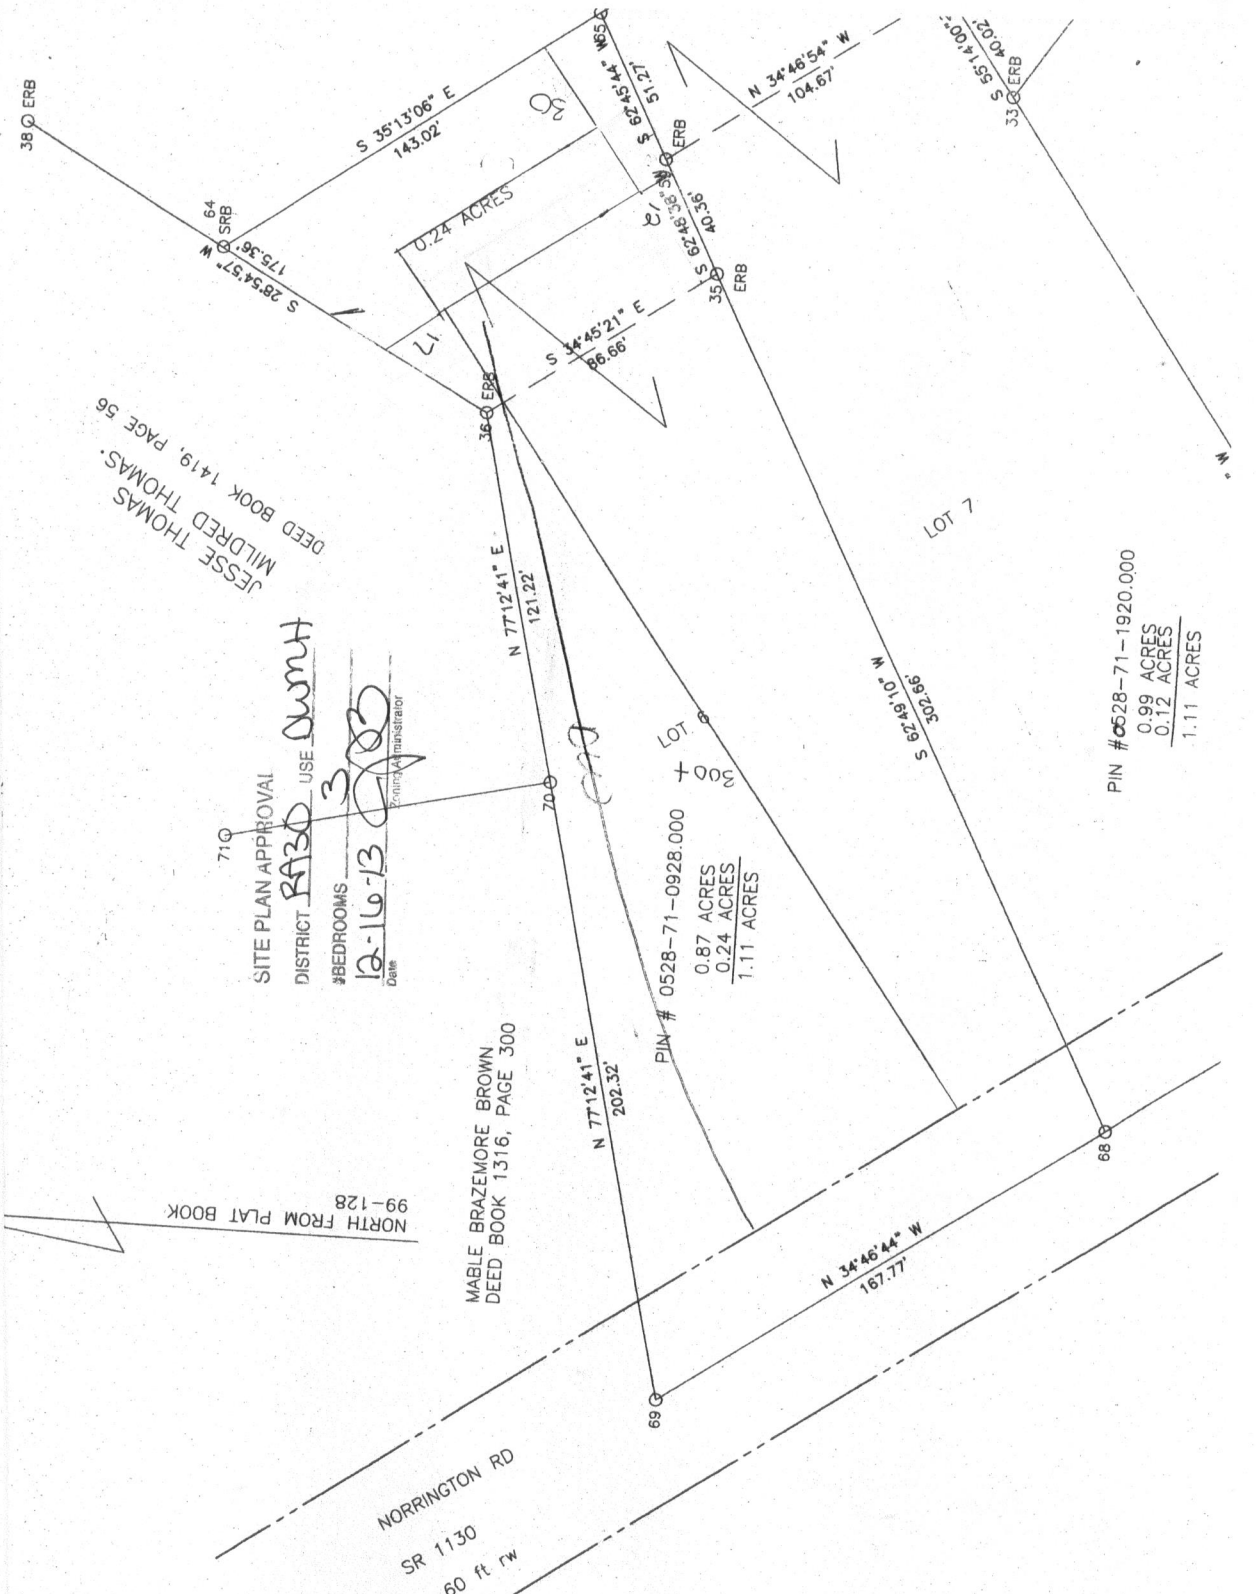 38 ERB
64
SRB
S 28°54'57" W
175.36'
S 35°13'06" E
143.02'
65
S 62°45'44" W
51.27'
N 34°46'54" W
104.67'
S 55°14'00"
40.02'
33 ERB
ERB
30
0.24 ACRES
S 62°48'38" W
40.36'
35
ERB
17
S 34°45'21" E
86.66'
36 ERB
JESSE THOMAS
MILDRED THOMAS.
DEED BOOK 1419, PAGE 56
" W
LOT 7
N 77°12'41" E
121.22'
71
70
SITE PLAN APPROVAL
DISTRICT RA30 USE DWMH
#BEDROOMS 3
12-16-13
Date
Zoning Administrator
LOT 6
300
+
S 62°49'10" W
302.66'
PIN #0528-71-1920.000
0.99 ACRES
0.12 ACRES
1.11 ACRES
PIN # 0528-71-0928.000
0.87 ACRES
0.24 ACRES
1.11 ACRES
MABLE BRAZEMORE BROWN
DEED BOOK 1316, PAGE 300
N 77°12'41" E
202.32'
NORTH FROM PLAT BOOK
99-128
68
N 34°46'44" W
167.77'
69
NORRINGTON RD
SR 1130
60 ft rw